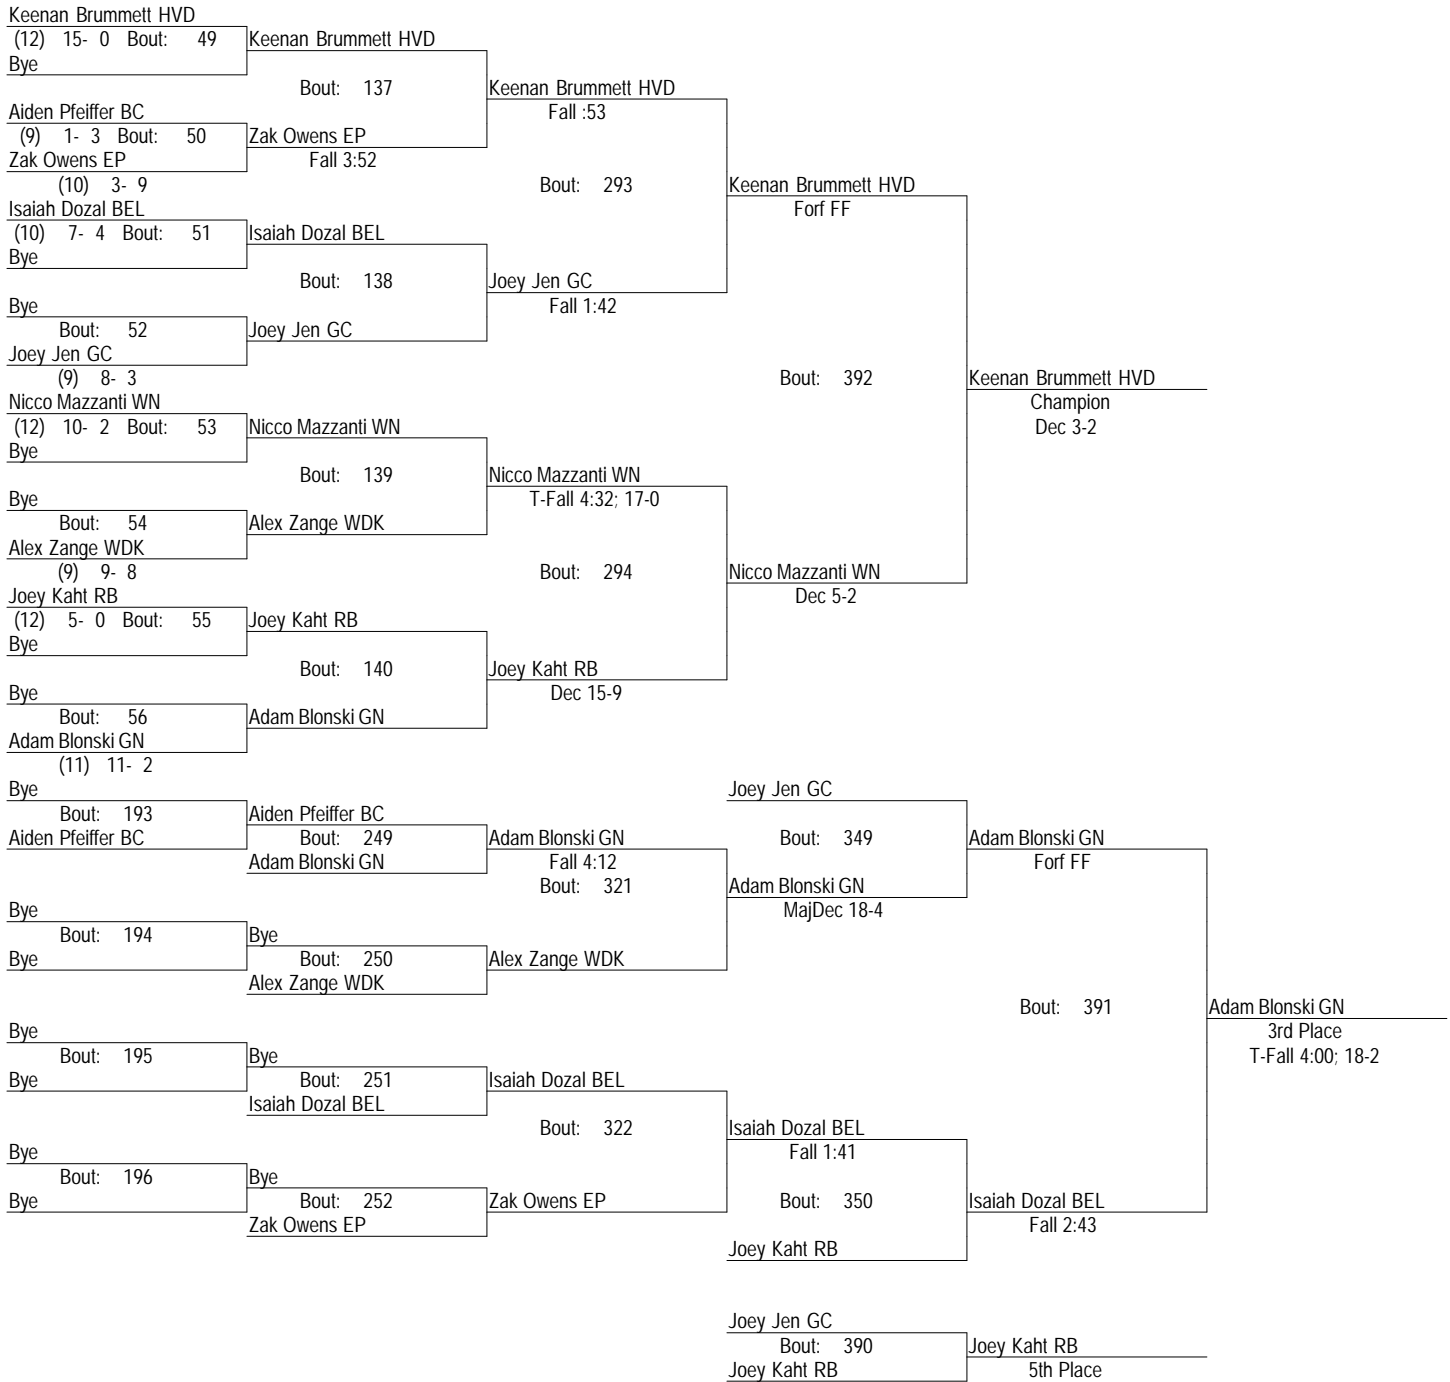 Keenan Brummett HVD
(12) 15- 0 Bout: 49 Keenan Brummett HVD
Bye
Bout: 137 Keenan Brummett HVD
Aiden Pfeiffer BC Fall :53
(9) 1- 3 Bout: 50 Zak Owens EP
Zak Owens EP Fall 3:52
(10) 3- 9 Bout: 293 Keenan Brummett HVD
Isaiah Dozal BEL Forf FF
(10) 7- 4 Bout: 51 Isaiah Dozal BEL
Bye
Bout: 138 Joey Jen GC
Bye Fall 1:42
Bout: 52 Joey Jen GC
Joey Jen GC
(9) 8- 3 Bout: 392 Keenan Brummett HVD
Nicco Mazzanti WN Champion
(12) 10- 2 Bout: 53 Nicco Mazzanti WN Dec 3-2
Bye
Bout: 139 Nicco Mazzanti WN
Bye T-Fall 4:32; 17-0
Bout: 54 Alex Zange WDK
Alex Zange WDK
(9) 9- 8 Bout: 294 Nicco Mazzanti WN
Joey Kaht RB Dec 5-2
(12) 5- 0 Bout: 55 Joey Kaht RB
Bye
Bout: 140 Joey Kaht RB
Bye Dec 15-9
Bout: 56 Adam Blonski GN
Adam Blonski GN
(11) 11- 2
Bye Joey Jen GC
Bout: 193 Aiden Pfeiffer BC
Aiden Pfeiffer BC Bout: 249 Adam Blonski GN Bout: 349 Adam Blonski GN
Adam Blonski GN Fall 4:12 Forf FF
Bout: 321 Adam Blonski GN
Bye MajDec 18-4
Bout: 194 Bye
Bye Bout: 250 Alex Zange WDK
Alex Zange WDK
Bout: 391 Adam Blonski GN
Bye 3rd Place
Bout: 195 Bye T-Fall 4:00; 18-2
Bye Bout: 251 Isaiah Dozal BEL
Isaiah Dozal BEL
Bout: 322 Isaiah Dozal BEL
Bye Fall 1:41
Bout: 196 Bye
Bye Bout: 252 Zak Owens EP Bout: 350 Isaiah Dozal BEL
Zak Owens EP Fall 2:43
Joey Kaht RB
Joey Jen GC
Bout: 390 Joey Kaht RB
Joey Kaht RB 5th Place